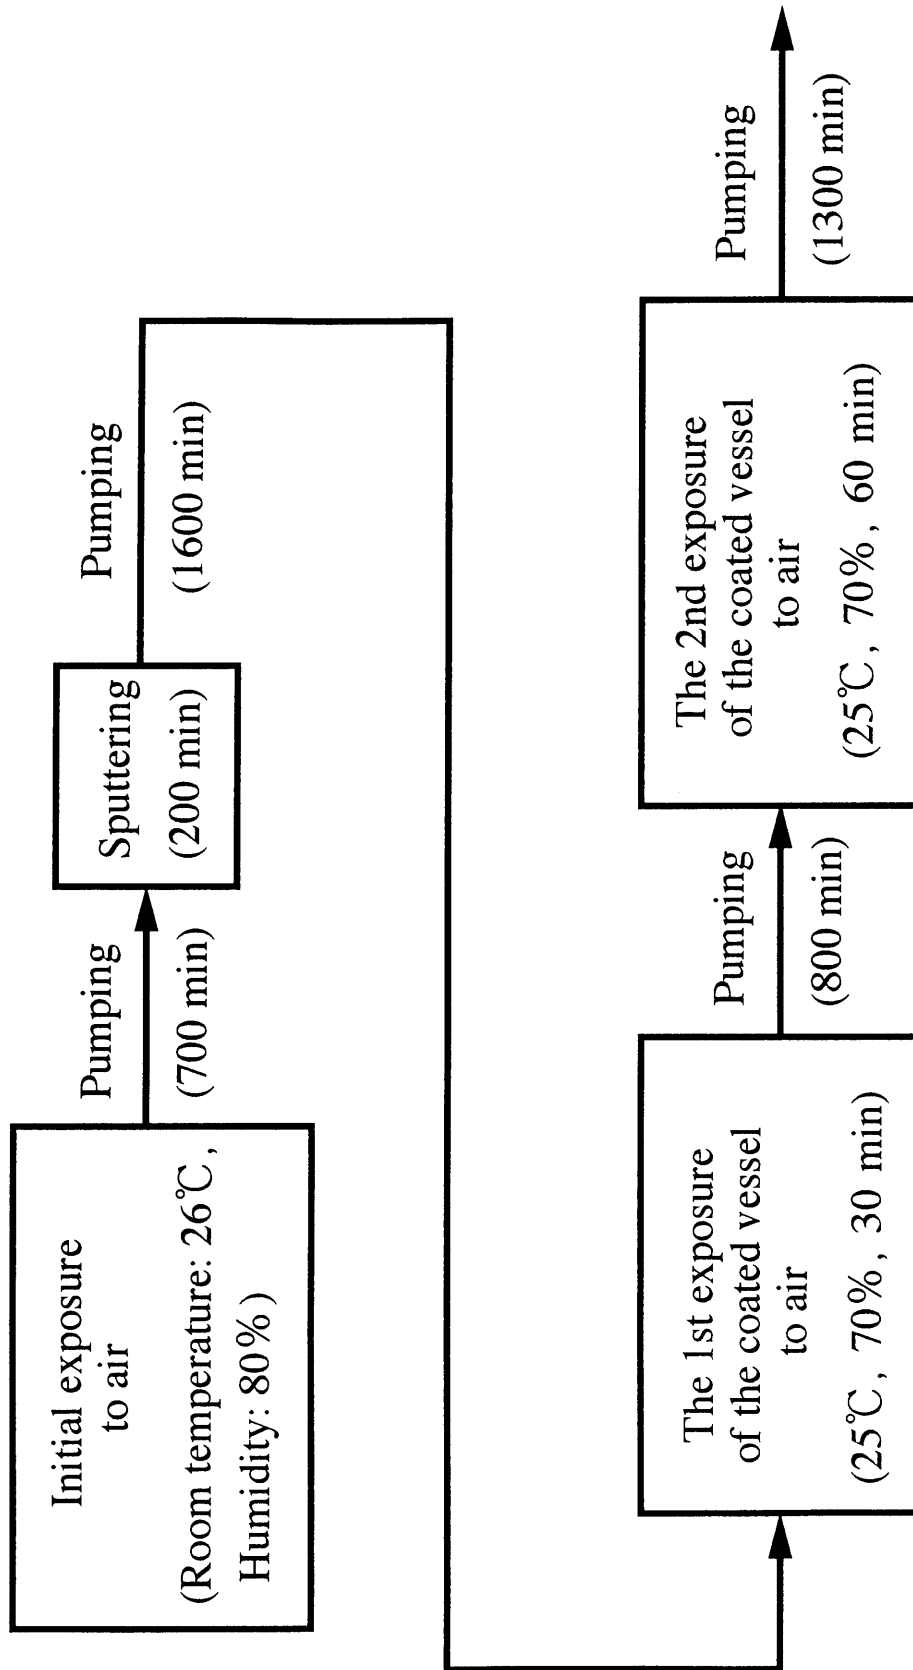 Initial exposure
to air
(Room temperature: 26℃,
Humidity: 80%)
Pumping
(700 min)
Sputtering
(200 min)
Pumping
(1600 min)
The 1st exposure
of the coated vessel
to air
(25℃, 70%, 30 min)
Pumping
(800 min)
The 2nd exposure
of the coated vessel
to air
(25℃, 70%, 60 min)
Pumping
(1300 min)